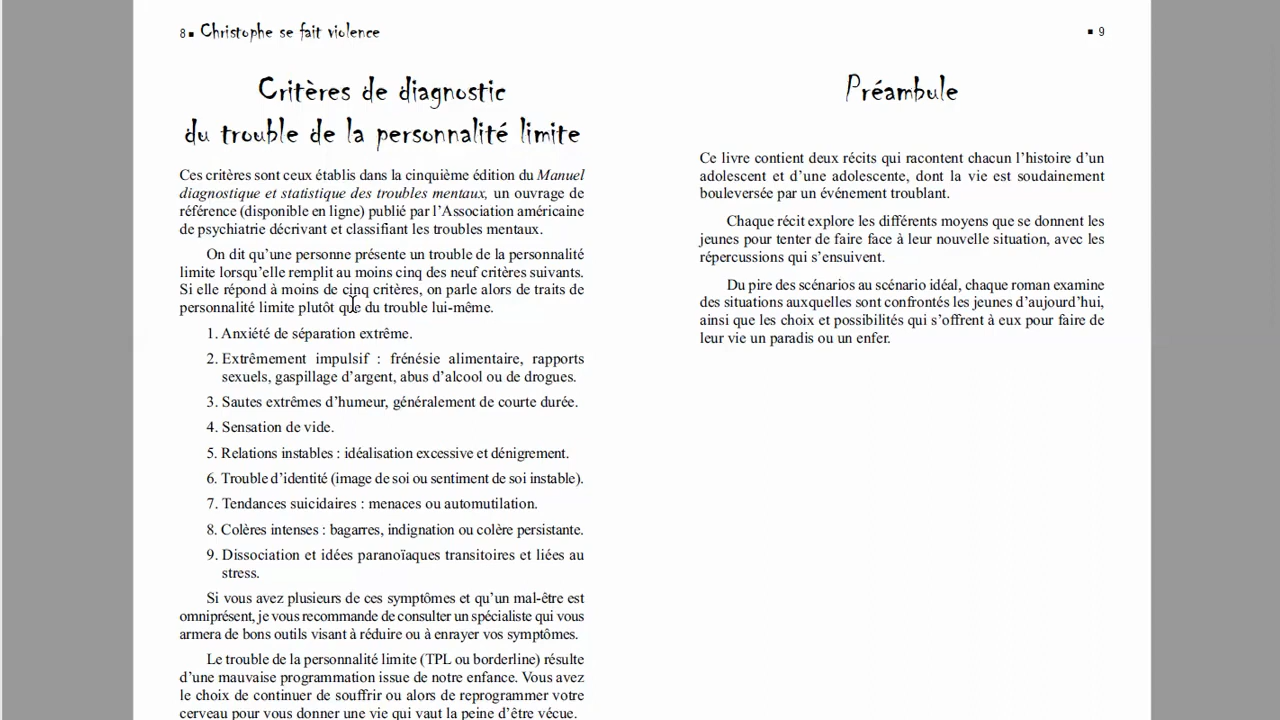 8 ■ Christophe se fait violence
Critères de diagnostic
du trouble de la personnalité limite
Ces critères sont ceux établis dans la cinquième édition du Manuel
diagnostique et statistique des troubles mentaux, un ouvrage de
référence (disponible en ligne) publié par l’Association américaine
de psychiatrie décrivant et classifiant les troubles mentaux.
On dit qu’une personne présente un trouble de la personnalité
limite lorsqu’elle remplit au moins cinq des neuf critères suivants.
Si elle répond à moins de cinq critères, on parle alors de traits de
personnalité limite plutôt que du trouble lui-même.
1. Anxiété de séparation extrême.
2. Extrêmement impulsif : frénésie alimentaire, rapports
sexuels, gaspillage d’argent, abus d’alcool ou de drogues.
3. Sautes extrêmes d’humeur, généralement de courte durée.
4. Sensation de vide.
5. Relations instables : idéalisation excessive et dénigrement.
6. Trouble d’identité (image de soi ou sentiment de soi instable).
7. Tendances suicidaires : menaces ou automutilation.
8. Colères intenses : bagarres, indignation ou colère persistante.
9. Dissociation et idées paranoïaques transitoires et liées au
stress.
Si vous avez plusieurs de ces symptômes et qu’un mal-être est
omniprésent, je vous recommande de consulter un spécialiste qui vous
armera de bons outils visant à réduire ou à enrayer vos symptômes.
Le trouble de la personnalité limite (TPL ou borderline) résulte
d’une mauvaise programmation issue de notre enfance. Vous avez
le choix de continuer de souffrir ou alors de reprogrammer votre
cerveau pour vous donner une vie qui vaut la peine d’être vécue.
■ 9
Préambule
Ce livre contient deux récits qui racontent chacun l’histoire d’un
adolescent et d’une adolescente, dont la vie est soudainement
bouleversée par un événement troublant.
Chaque récit explore les différents moyens que se donnent les
jeunes pour tenter de faire face à leur nouvelle situation, avec les
répercussions qui s’ensuivent.
Du pire des scénarios au scénario idéal, chaque roman examine
des situations auxquelles sont confrontés les jeunes d’aujourd’hui,
ainsi que les choix et possibilités qui s’offrent à eux pour faire de
leur vie un paradis ou un enfer.